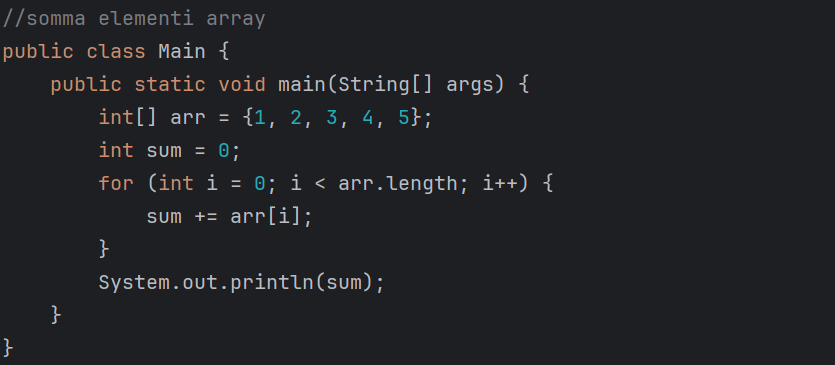 //somma elementi array
public class Main {
    public static void main(String[] args) {
        int[] arr = {1, 2, 3, 4, 5};
        int sum = 0;
        for (int i = 0; i < arr.length; i++) {
            sum += arr[i];
        }
        System.out.println(sum);
    }
}